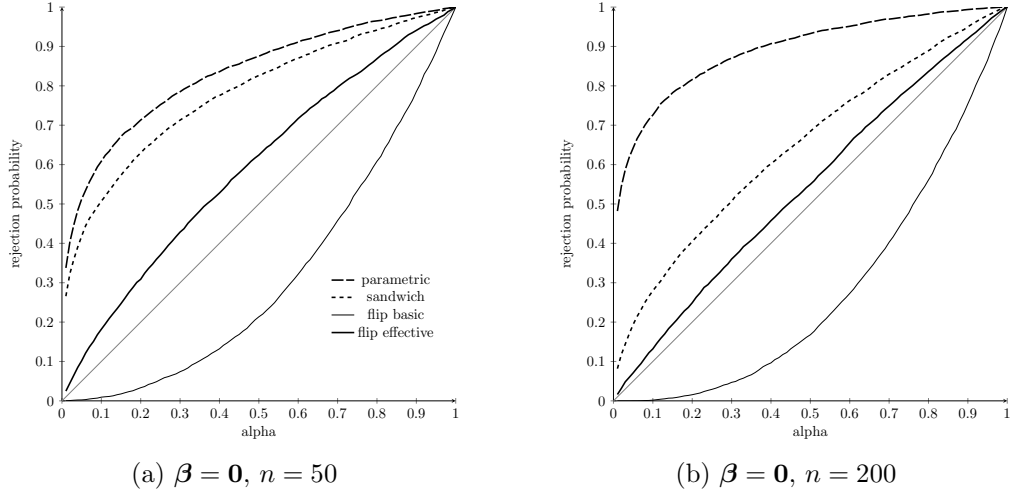 1
0.9
0.8
0.7
0.6
0.5
0.4
0.3
0.2
0.1
0
rejection probability
parametric
sandwich
flip basic
flip effective
0 0.1 0.2 0.3 0.4 0.5 0.6 0.7 0.8 0.9 1
alpha
(a) β = 0, n = 50
1
0.9
0.8
0.7
0.6
0.5
0.4
0.3
0.2
0.1
0
rejection probability
0 0.1 0.2 0.3 0.4 0.5 0.6 0.7 0.8 0.9 1
alpha
(b) β = 0, n = 200